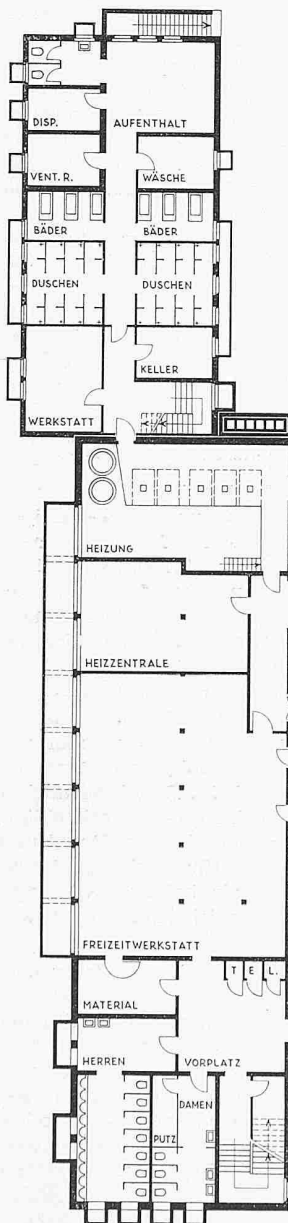 DISP. AUFENTHALT
VENT. R. WÄSCHE
BÄDER BÄDER
DUSCHEN DUSCHEN
KELLER
WERKSTATT
HEIZUNG
HEIZZENTRALE
FREIZEITWERKSTATT
T E L.
MATERIAL
HERREN VORPLATZ
DAMEN
PUTZ